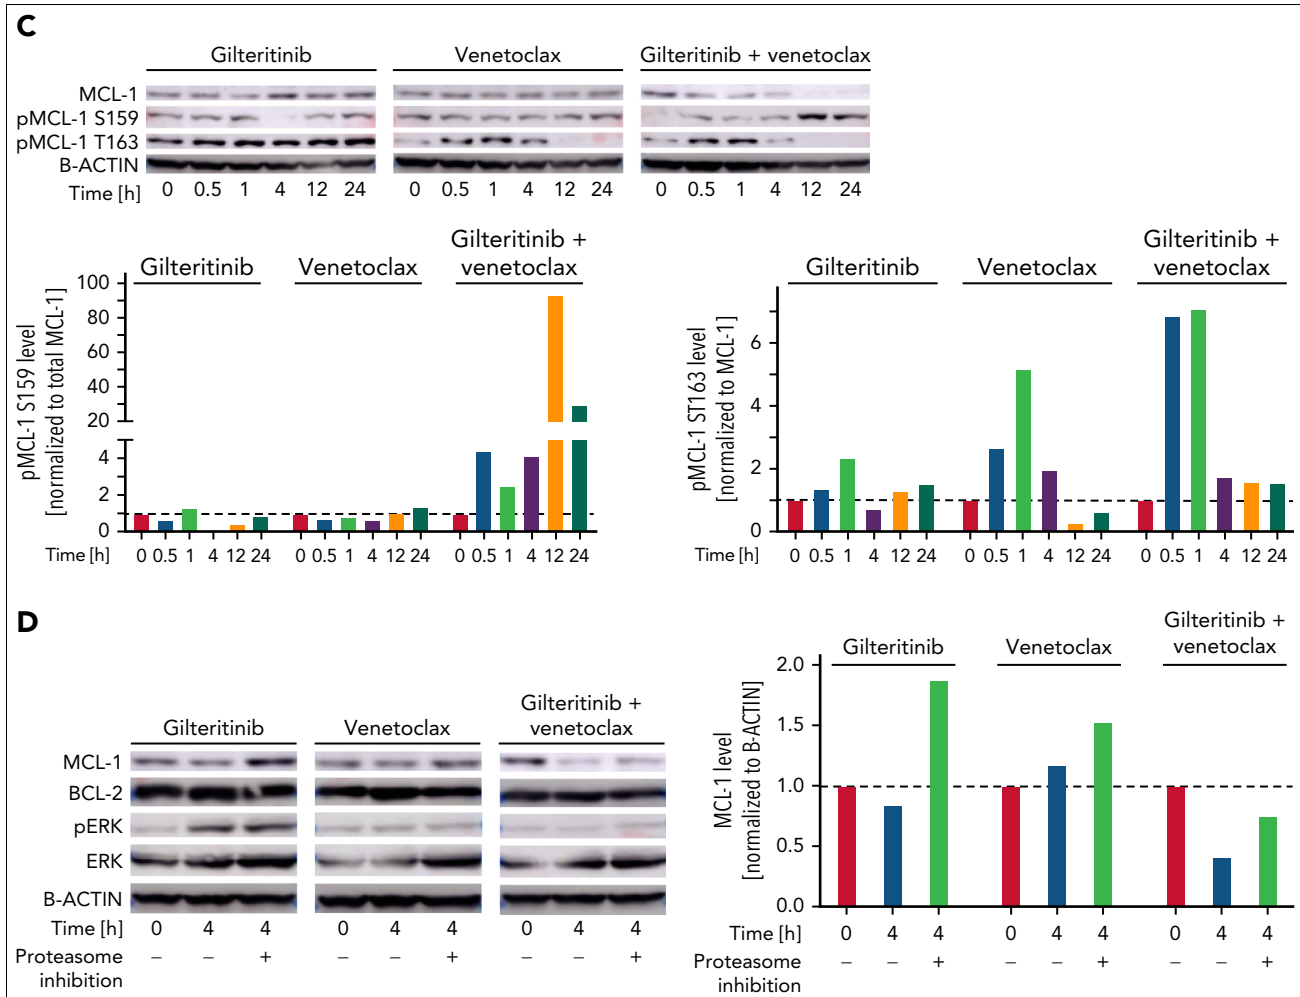 C
Gilteritinib Venetoclax Gilteritinib + venetoclax
MCL-1
pMCL-1 S159
pMCL-1 T163
B-ACTIN
Time [h] 0 0.5 1 4 12 24 0 0.5 1 4 12 24 0 0.5 1 4 12 24
Gilteritinib Venetoclax Gilteritinib +
venetoclax
pMCL-1 S159 level
[normalized to total MCL-1]
100
80
60
40
20
4
2
0
Time [h] 0 0.5 1 4 12 24 0 0.5 1 4 12 24 0 0.5 1 4 12 24
Gilteritinib Venetoclax Gilteritinib +
venetoclax
pMCL-1 ST163 level
[normalized to MCL-1]
6
4
2
0
Time [h] 0 0.5 1 4 12 24 0 0.5 1 4 12 24 0 0.5 1 4 12 24
D
Gilteritinib Venetoclax Gilteritinib +
venetoclax
MCL-1
BCL-2
pERK
ERK
B-ACTIN
Time [h] 0 4 4 0 4 4 0 4 4
Proteasome
inhibition – – + – – + – – +
Gilteritinib Venetoclax Gilteritinib +
venetoclax
MCL-1 level
[normalized to B-ACTIN]
2.0
1.5
1.0
0.5
0.0
Time [h] 0 4 4 0 4 4 0 4 4
Proteasome
inhibition – – + – – + – – +